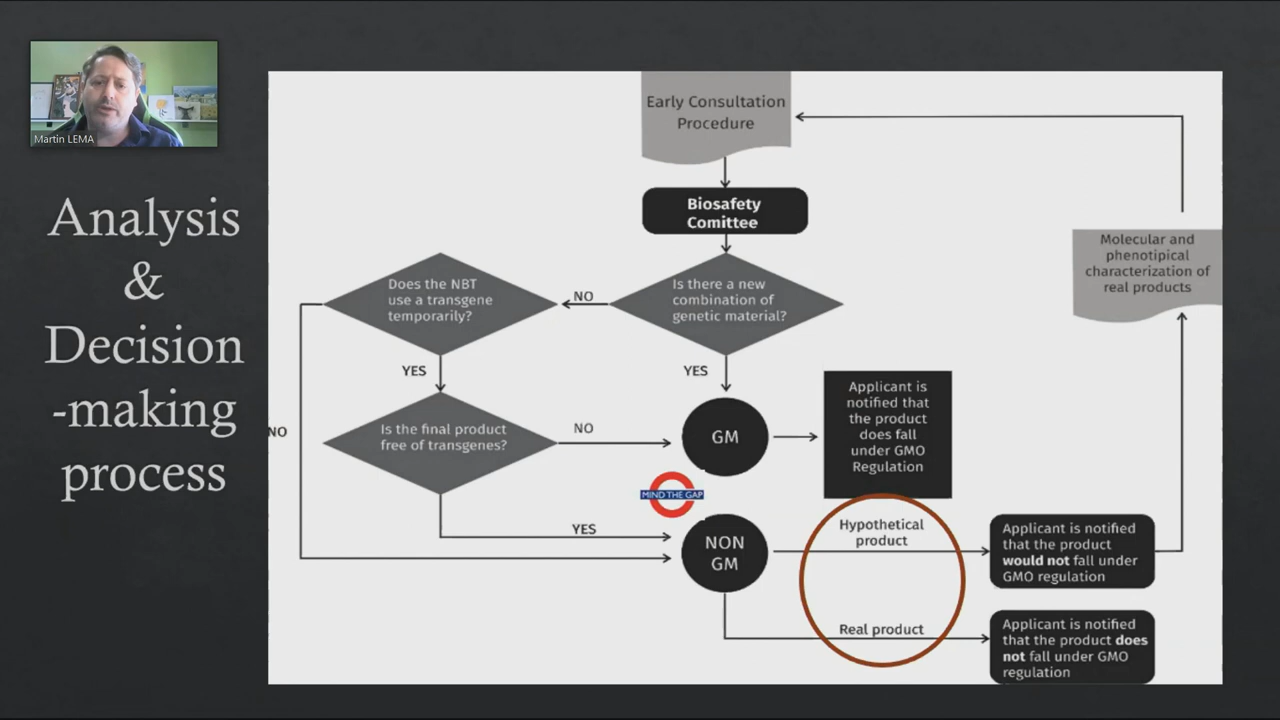 Martin LEMA
Analysis
&
Decision
-making
process
Early Consultation
Procedure
Biosafety
Comittee
Is there a new
combination of
genetic material?
NO
Does the NBT
use a transgene
temporarily?
YES
YES
Is the final product
free of transgenes?
NO
NO
GM
Applicant is
notified that
the product
does fall
under GMO
Regulation
MIND THE GAP
YES
NON
GM
Hypothetical
product
Applicant is notified
that the product
would not fall under
GMO regulation
Real product
Applicant is notified
that the product does
not fall under GMO
regulation
Molecular and
phenotipical
characterization of
real products